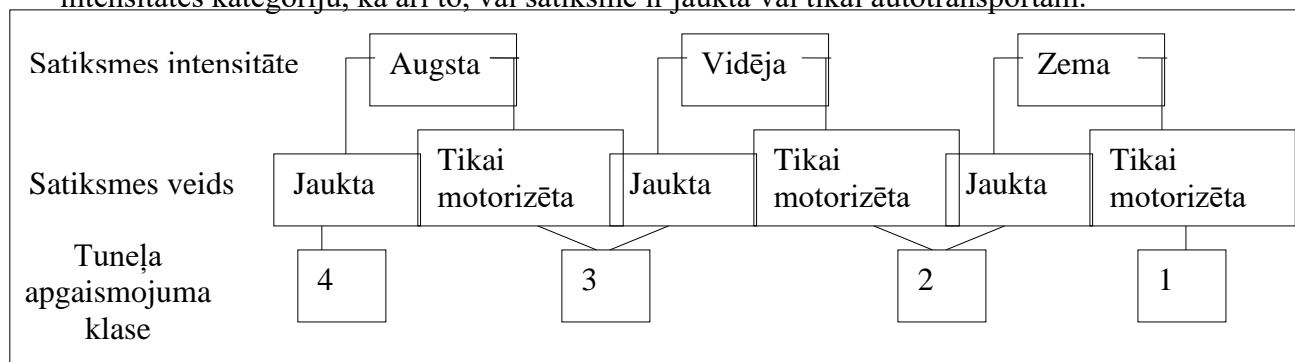 intensitātes kategoriju, kā arī to, vai satiksme ir jaukta vai tikai autotransportam.
Satiksmes intensitāte
Augsta
Vidēja
Zema
Satiksmes veids
Jaukta
Tikai
motorizēta
Jaukta
Tikai
motorizēta
Jaukta
Tikai
motorizēta
Tuneļa
apgaismojuma
klase
4
3
2
1